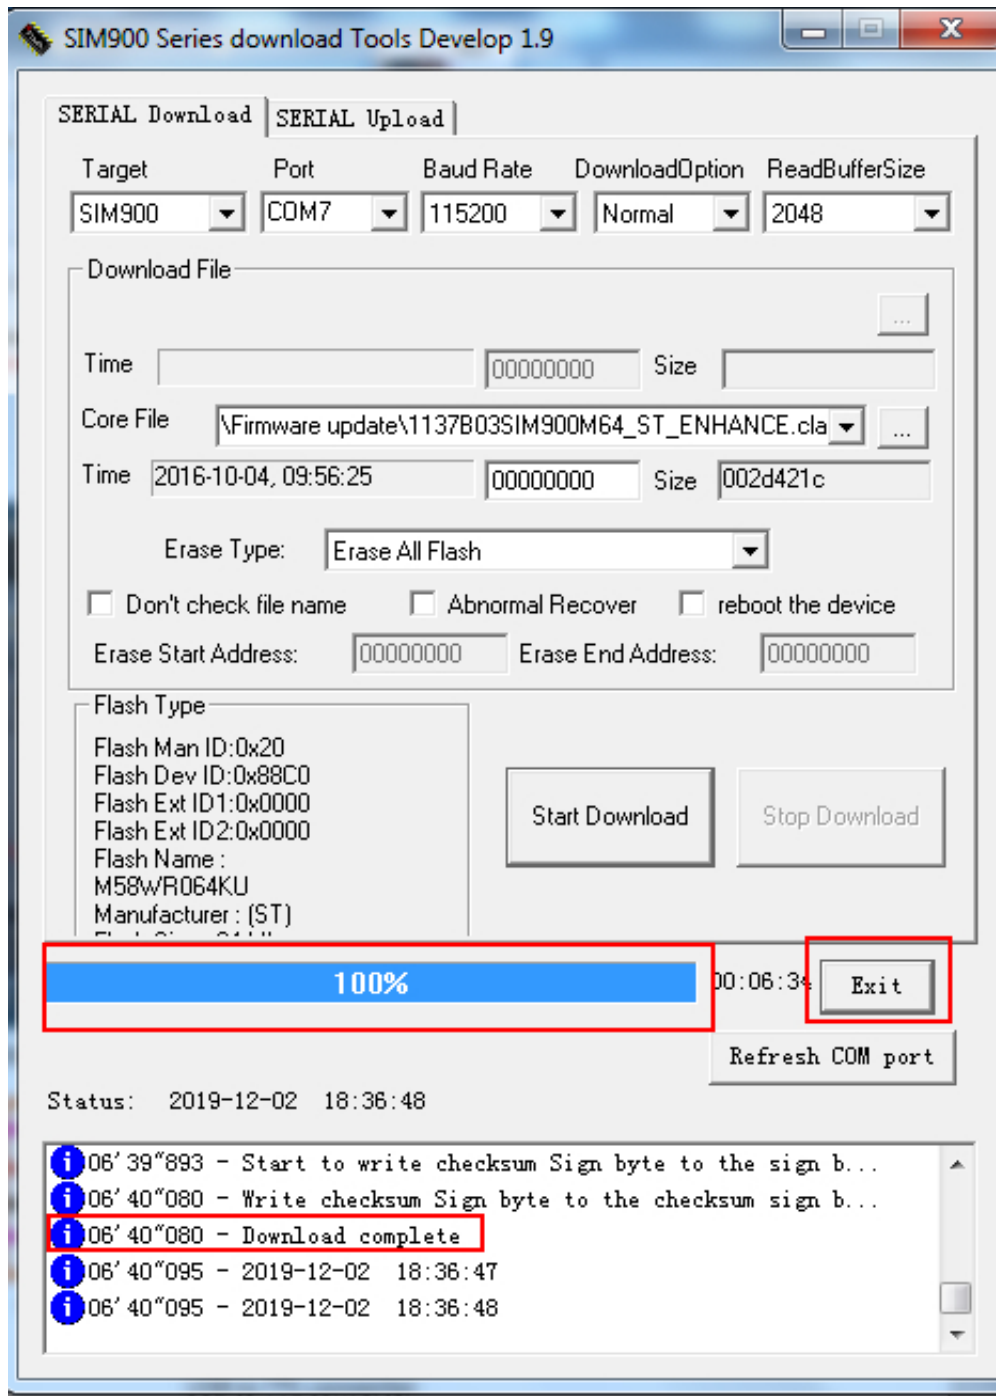 SIM900 Series download Tools Develop 1.9
SERIAL Download SERIAL Upload
Target Port Baud Rate DownloadOption ReadBufferSize
SIM900 COM7 115200 Normal 2048
Download File
...
Time 00000000 Size
Core File \Firmware update\1137B03SIM900M64_ST_ENHANCE.cla ...
Time 2016-10-04, 09:56:25 00000000 Size 002d421c
Erase Type: Erase All Flash
Don't check file name Abnormal Recover reboot the device
Erase Start Address: 00000000 Erase End Address: 00000000
Flash Type
Flash Man ID:0x20
Flash Dev ID:0x88C0
Flash Ext ID1:0x0000
Flash Ext ID2:0x0000
Flash Name :
M58WR064KU
Manufacturer : (ST)
Start Download Stop Download
100% 00:06:34 Exit
Refresh COM port
Status: 2019-12-02 18:36:48
06'39"893 - Start to write checksum Sign byte to the sign b...
06'40"080 - Write checksum Sign byte to the checksum sign b...
06'40"080 - Download complete
06'40"095 - 2019-12-02 18:36:47
06'40"095 - 2019-12-02 18:36:48